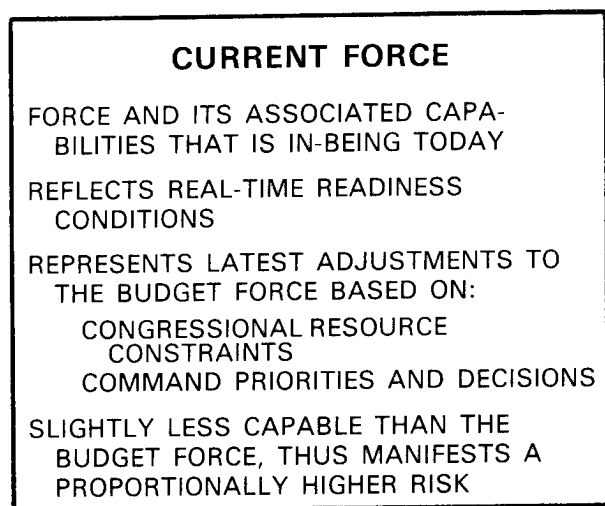 CURRENT FORCE
FORCE AND ITS ASSOCIATED CAPA-
BILITIES THAT IS IN-BEING TODAY
REFLECTS REAL-TIME READINESS
CONDITIONS
REPRESENTS LATEST ADJUSTMENTS TO
THE BUDGET FORCE BASED ON:
CONGRESSIONAL RESOURCE
CONSTRAINTS
COMMAND PRIORITIES AND DECISIONS
SLIGHTLY LESS CAPABLE THAN THE
BUDGET FORCE, THUS MANIFESTS A
PROPORTIONALLY HIGHER RISK